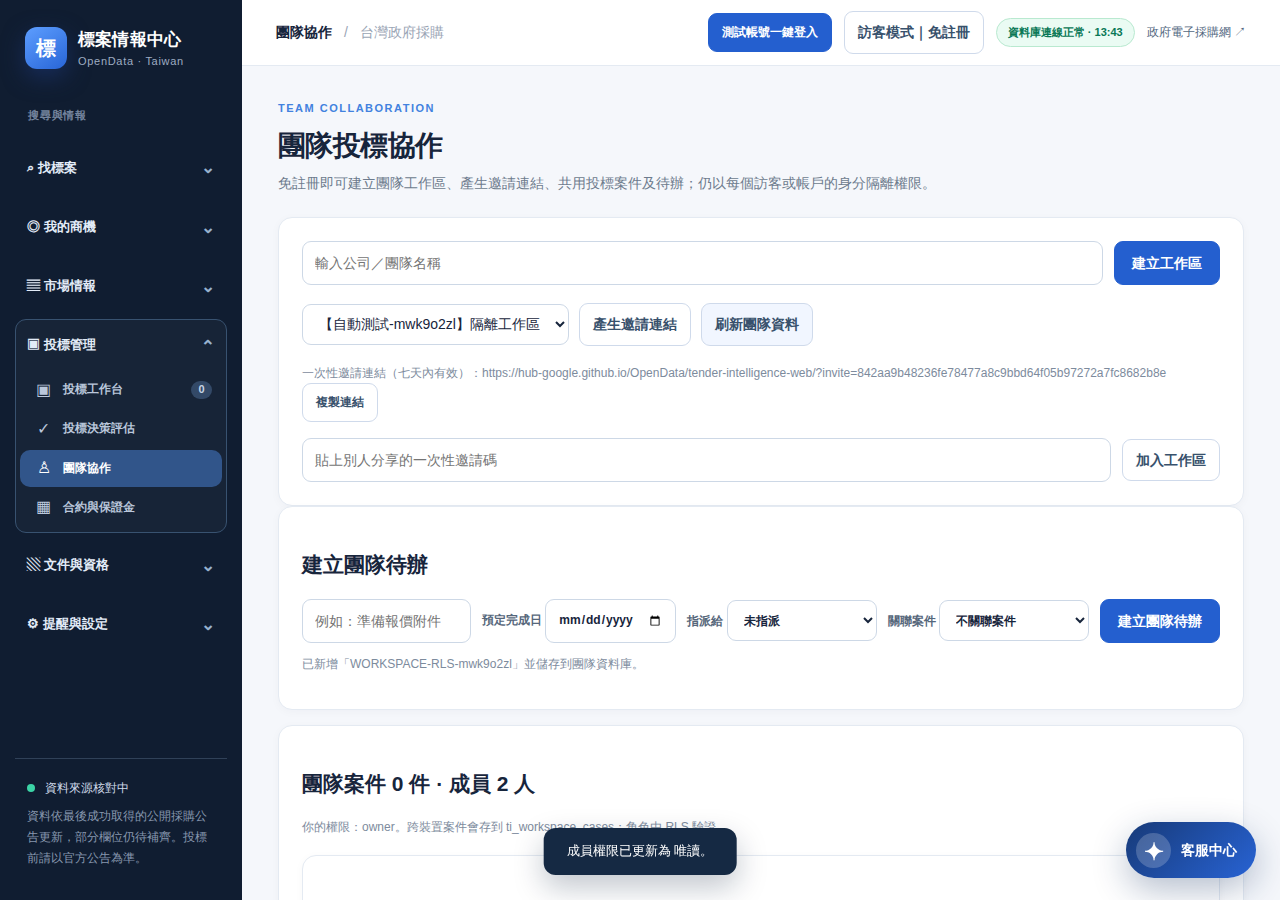 標
標案情報中心
OpenData · Taiwan
搜尋與情報
⌕ 找標案
◎ 我的商機
▤ 市場情報
▣ 投標管理
▣ 投標工作台 0
✓ 投標決策評估
♙ 團隊協作
▦ 合約與保證金
▧ 文件與資格
⚙ 提醒與設定
資料來源核對中
資料依最後成功取得的公開採購公
告更新，部分欄位仍待補齊。投標
前請以官方公告為準。
團隊協作 / 台灣政府採購
測試帳號一鍵登入
訪客模式｜免註冊
資料庫連線正常 · 13:43
政府電子採購網 ↗
TEAM COLLABORATION
團隊投標協作
免註冊即可建立團隊工作區、產生邀請連結、共用投標案件及待辦；仍以每個訪客或帳戶的身分隔離權限。
輸入公司／團隊名稱
建立工作區
【自動測試-mwk9o2zl】隔離工作區
產生邀請連結
刷新團隊資料
一次性邀請連結（七天內有效）：https://hub-google.github.io/OpenData/tender-intelligence-web/?invite=842aa9b48236fe78477a8c9bbd64f05b97272a7fc8682b8e
複製連結
貼上別人分享的一次性邀請碼
加入工作區
建立團隊待辦
例如：準備報價附件
預定完成日 mm/dd/yyyy
指派給 未指派
關聯案件 不關聯案件
建立團隊待辦
已新增「WORKSPACE-RLS-mwk9o2zl」並儲存到團隊資料庫。
團隊案件 0 件 · 成員 2 人
你的權限：owner。跨裝置案件會存到 ti_workspace_cases；角色由 RLS 驗證
成員權限已更新為 唯讀。
客服中心